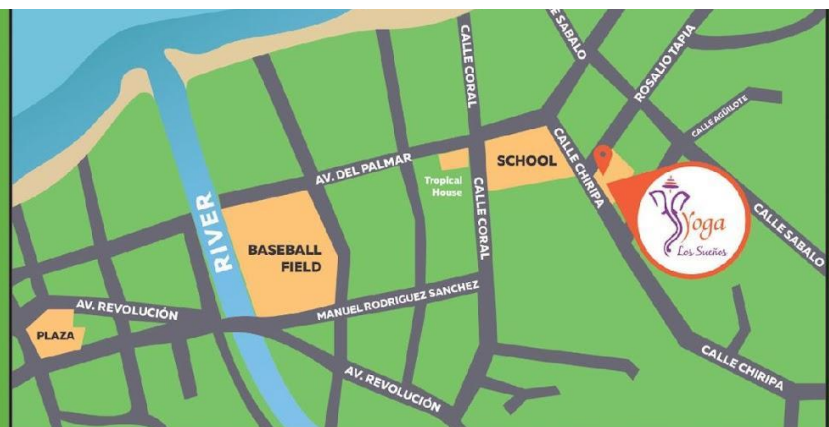 CALLE SABALO
ROSALIO TAPIA
CALLE CORAL
CALLE AGÜILOTE
AV. DEL PALMAR
SCHOOL
Tropical
House
CALLE CHIRIPA
CALLE CORAL
RIVER
BASEBALL
FIELD
Yoga
Los Sueños
CALLE SABALO
MANUEL RODRIGUEZ SANCHEZ
AV. REVOLUCIÓN
PLAZA
AV. REVOLUCIÓN
CALLE CHIRIPA